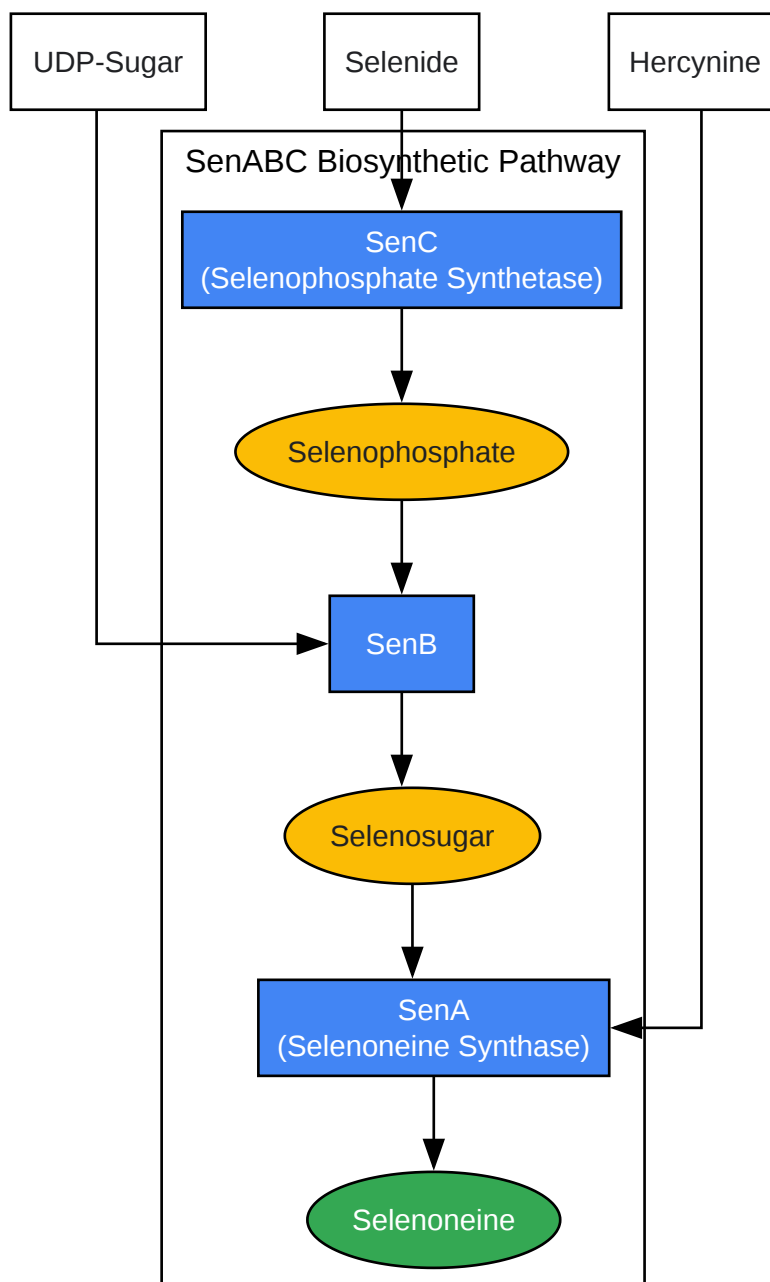 UDP-Sugar
Selenide
Hercynine
SenABC Biosynthetic Pathway
SenC
(Selenophosphate Synthetase)
Selenophosphate
SenB
Selenosugar
SenA
(Selenoneine Synthase)
Selenoneine